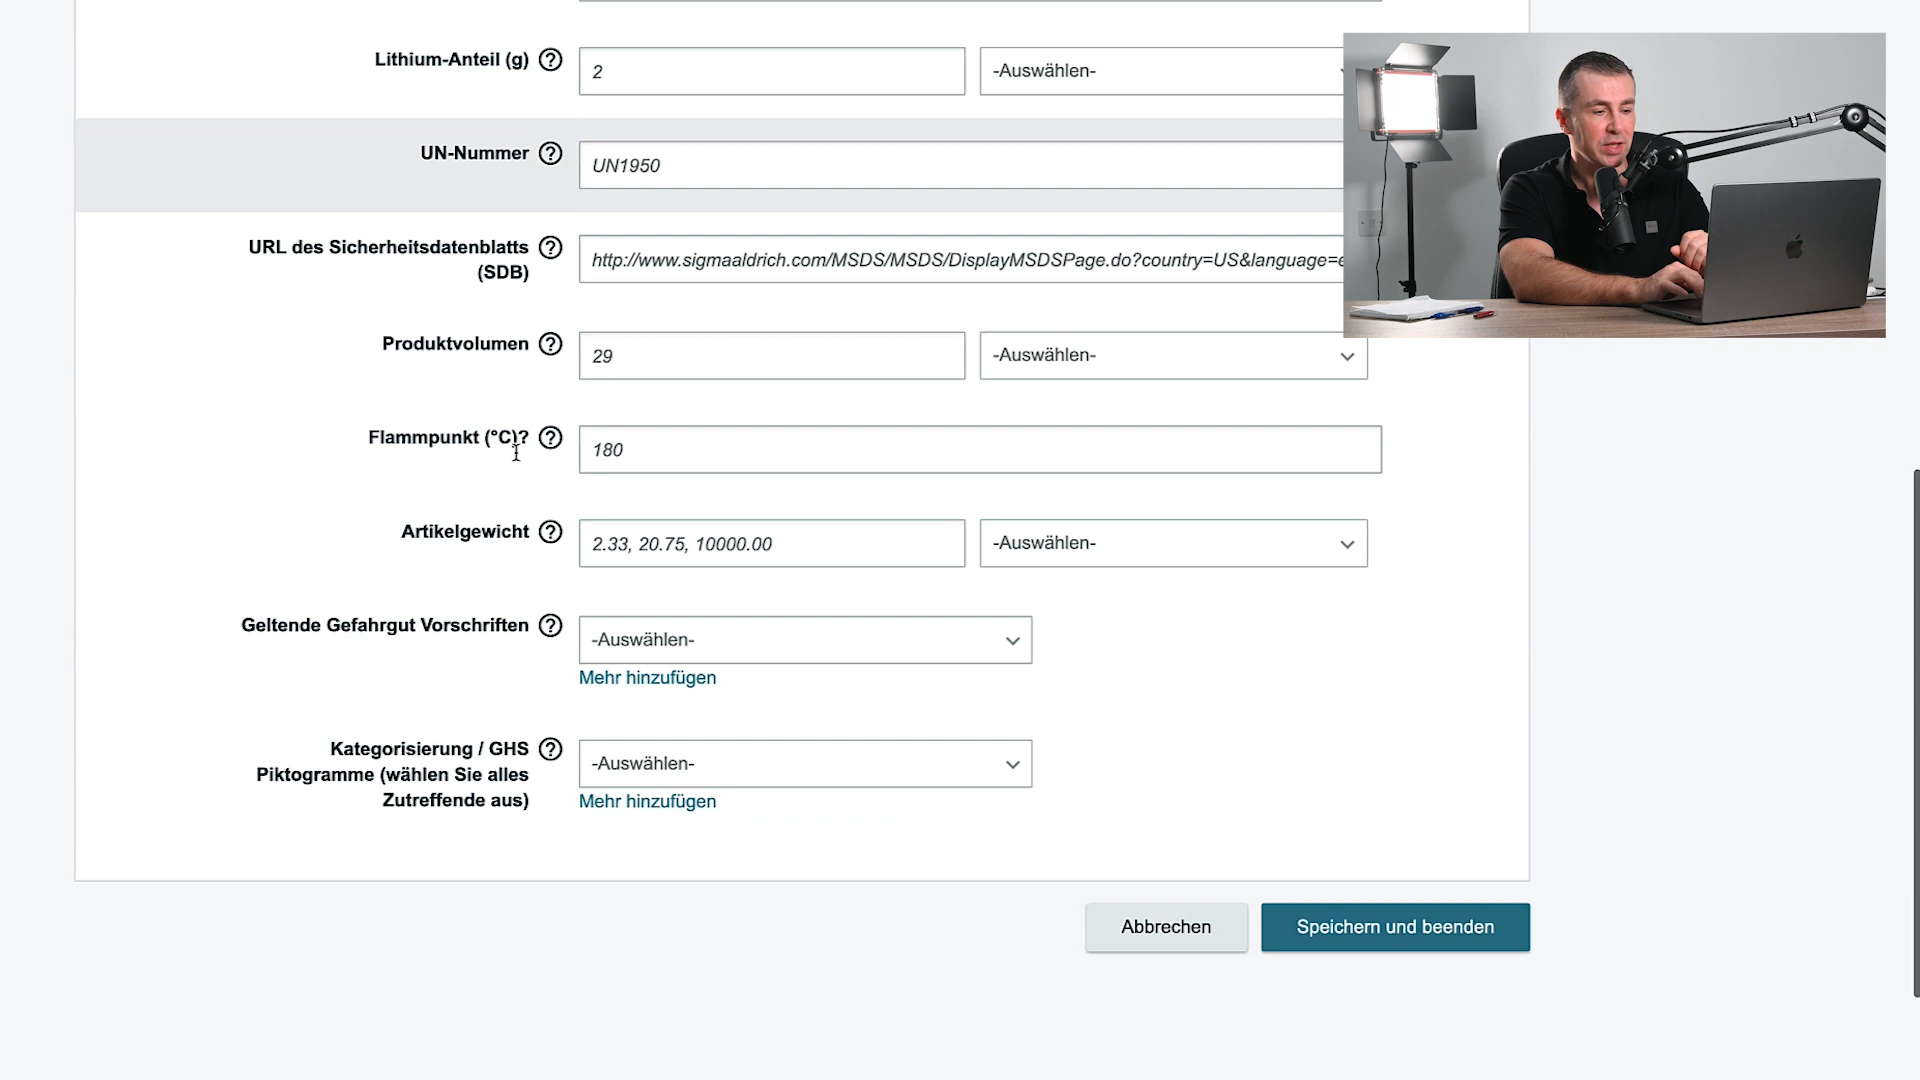 Lithium-Anteil (g) ? 2 -Auswählen-
UN-Nummer ? UN1950
URL des Sicherheitsdatenblatts ? http://www.sigmaaldrich.com/MSDS/MSDS/DisplayMSDSPage.do?country=US&language=e
(SDB)
Produktvolumen ? 29 -Auswählen-
Flammpunkt (°C)? ? 180
Artikelgewicht ? 2.33, 20.75, 10000.00 -Auswählen-
Geltende Gefahrgut Vorschriften ? -Auswählen-
Mehr hinzufügen
Kategorisierung / GHS ? -Auswählen-
Piktogramme (wählen Sie alles
Zutreffende aus)
Mehr hinzufügen
Abbrechen Speichern und beenden